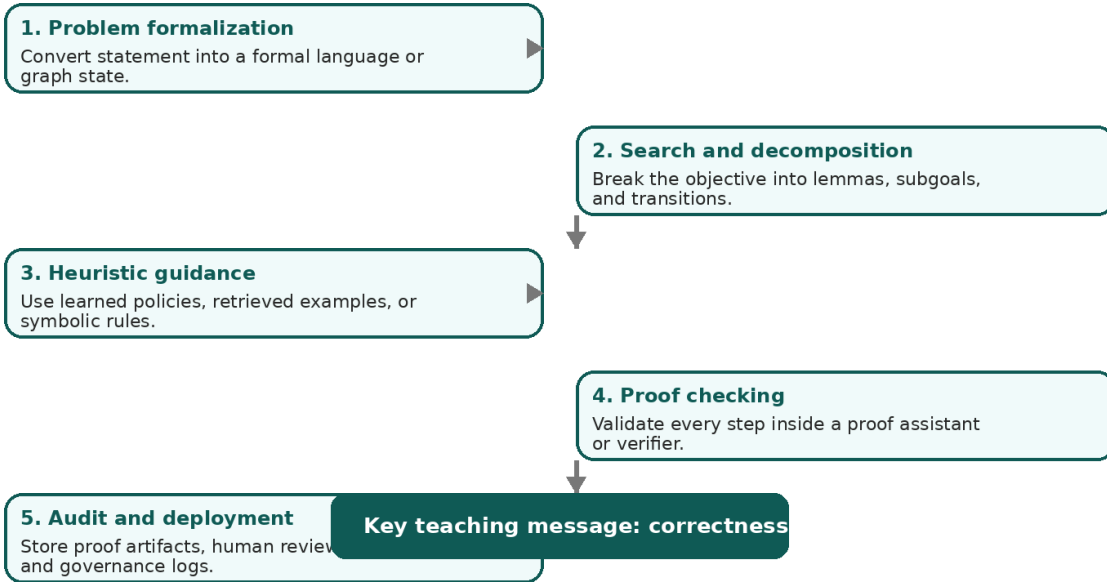 1. Problem formalization
Convert statement into a formal language or
graph state.
2. Search and decomposition
Break the objective into lemmas, subgoals,
and transitions.
3. Heuristic guidance
Use learned policies, retrieved examples, or
symbolic rules.
4. Proof checking
Validate every step inside a proof assistant
or verifier.
5. Audit and deployment
Store proof artifacts, human review
and governance logs.
Key teaching message: correctness